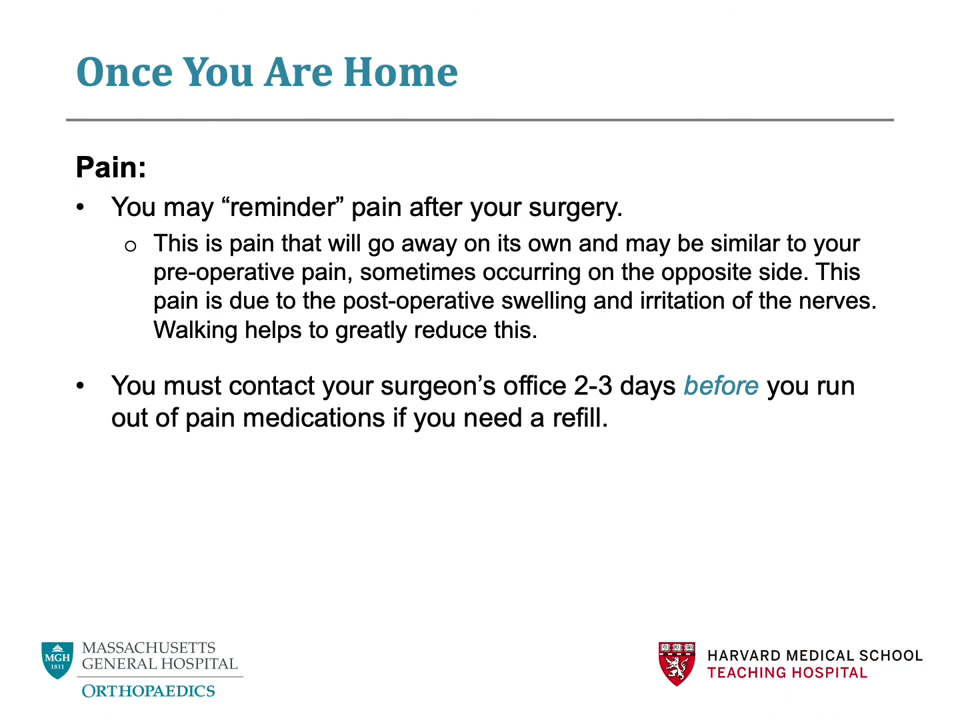 Once You Are Home
Pain:
• You may “reminder” pain after your surgery.
o This is pain that will go away on its own and may be similar to your
pre-operative pain, sometimes occurring on the opposite side. This
pain is due to the post-operative swelling and irritation of the nerves.
Walking helps to greatly reduce this.
• You must contact your surgeon’s office 2-3 days before you run
out of pain medications if you need a refill.
MGH
1811
MASSACHUSETTS
GENERAL HOSPITAL
ORTHOPAEDICS
HARVARD MEDICAL SCHOOL
TEACHING HOSPITAL